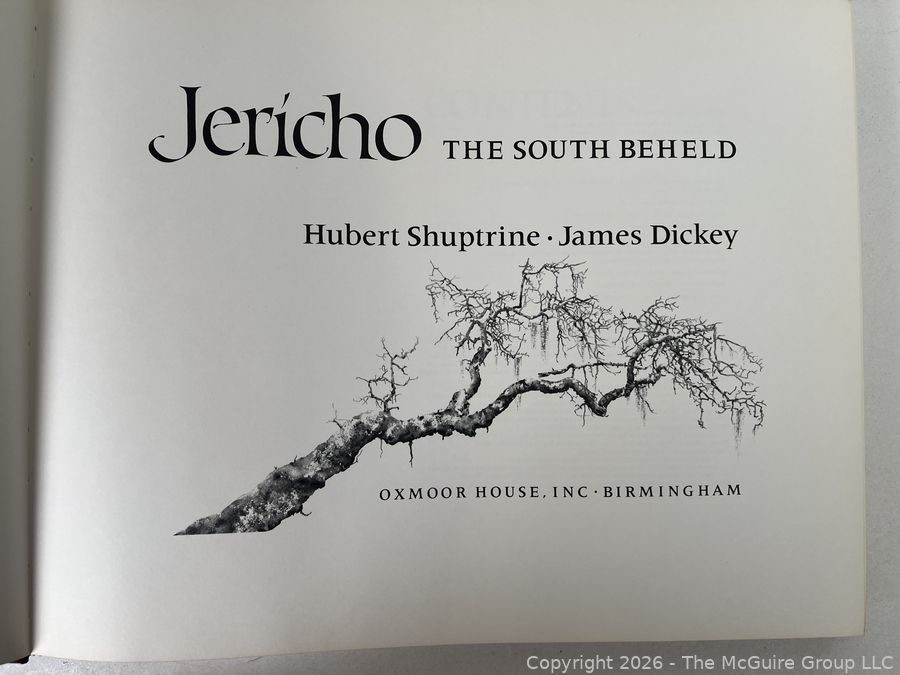 Jericho THE SOUTH BEHELD
Hubert Shuptrine · James Dickey
OXMOOR HOUSE, INC · BIRMINGHAM
Copyright 2026 - The McGuire Group LLC